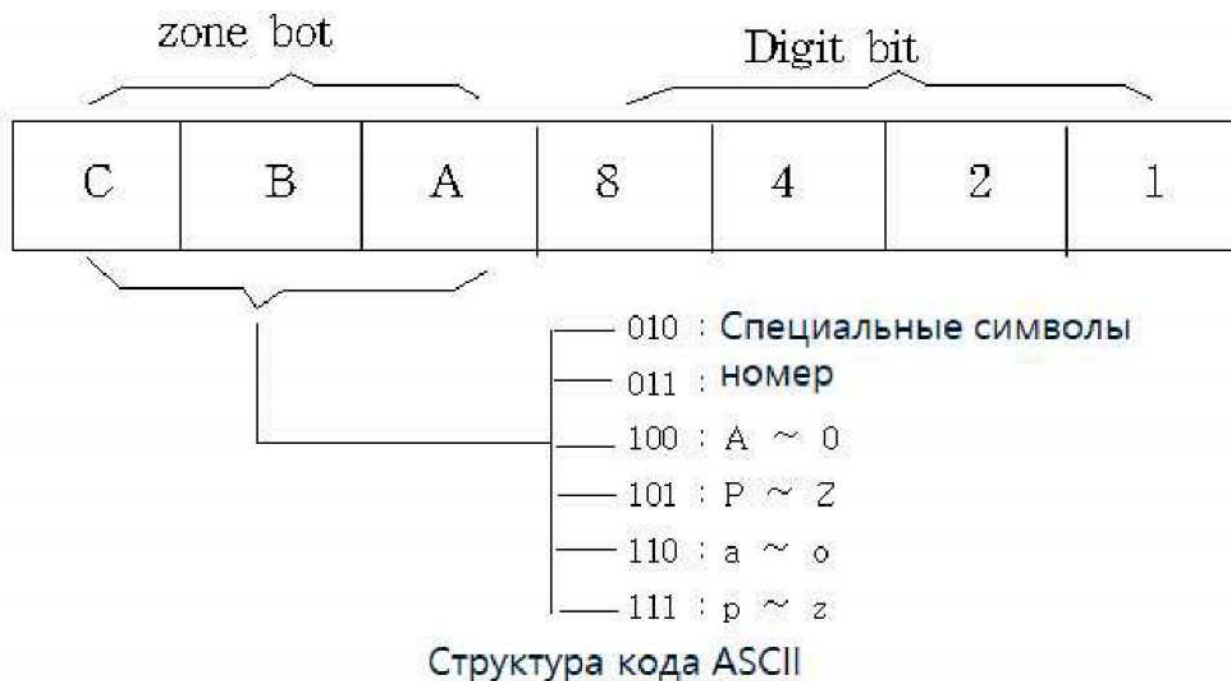 zone bot
Digit bit
C B A 8 4 2 1
010 : Специальные символы
011 : номер
100 : A ~ O
101 : P ~ Z
110 : a ~ o
111 : p ~ z
Структура кода ASCII